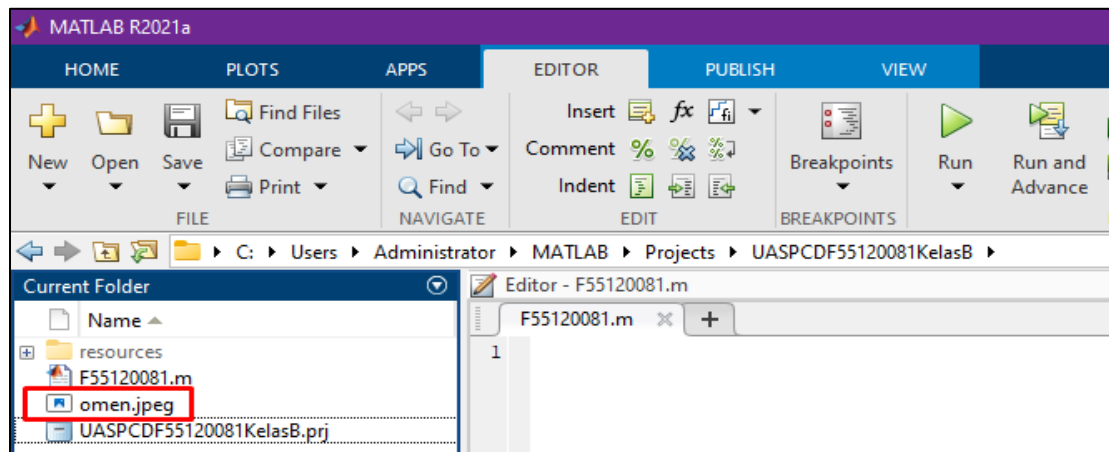 MATLAB R2021a
HOME PLOTS APPS EDITOR PUBLISH VIEW
New Open Save Find Files Compare Print
Go To Find
Insert fx fi
Comment
Indent
Breakpoints Run Run and Advance
FILE NAVIGATE EDIT BREAKPOINTS
C: Users Administrator MATLAB Projects UASPCDF55120081KelasB
Current Folder
Editor - F55120081.m
Name
F55120081.m
1
resources
F55120081.m
omen.jpeg
UASPCDF55120081KelasB.prj